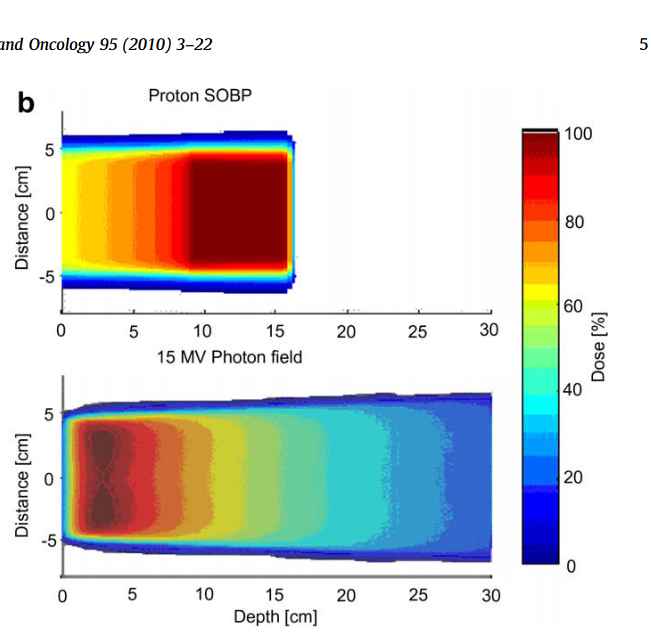 and Oncology 95 (2010) 3–22
5
b
Proton SOBP
Distance [cm]
5
0
-5
0 5 10 15 20 25 30
15 MV Photon field
Distance [cm]
5
0
-5
0 5 10 15 20 25 30
Depth [cm]
100
80
60
40
20
0
Dose [%]